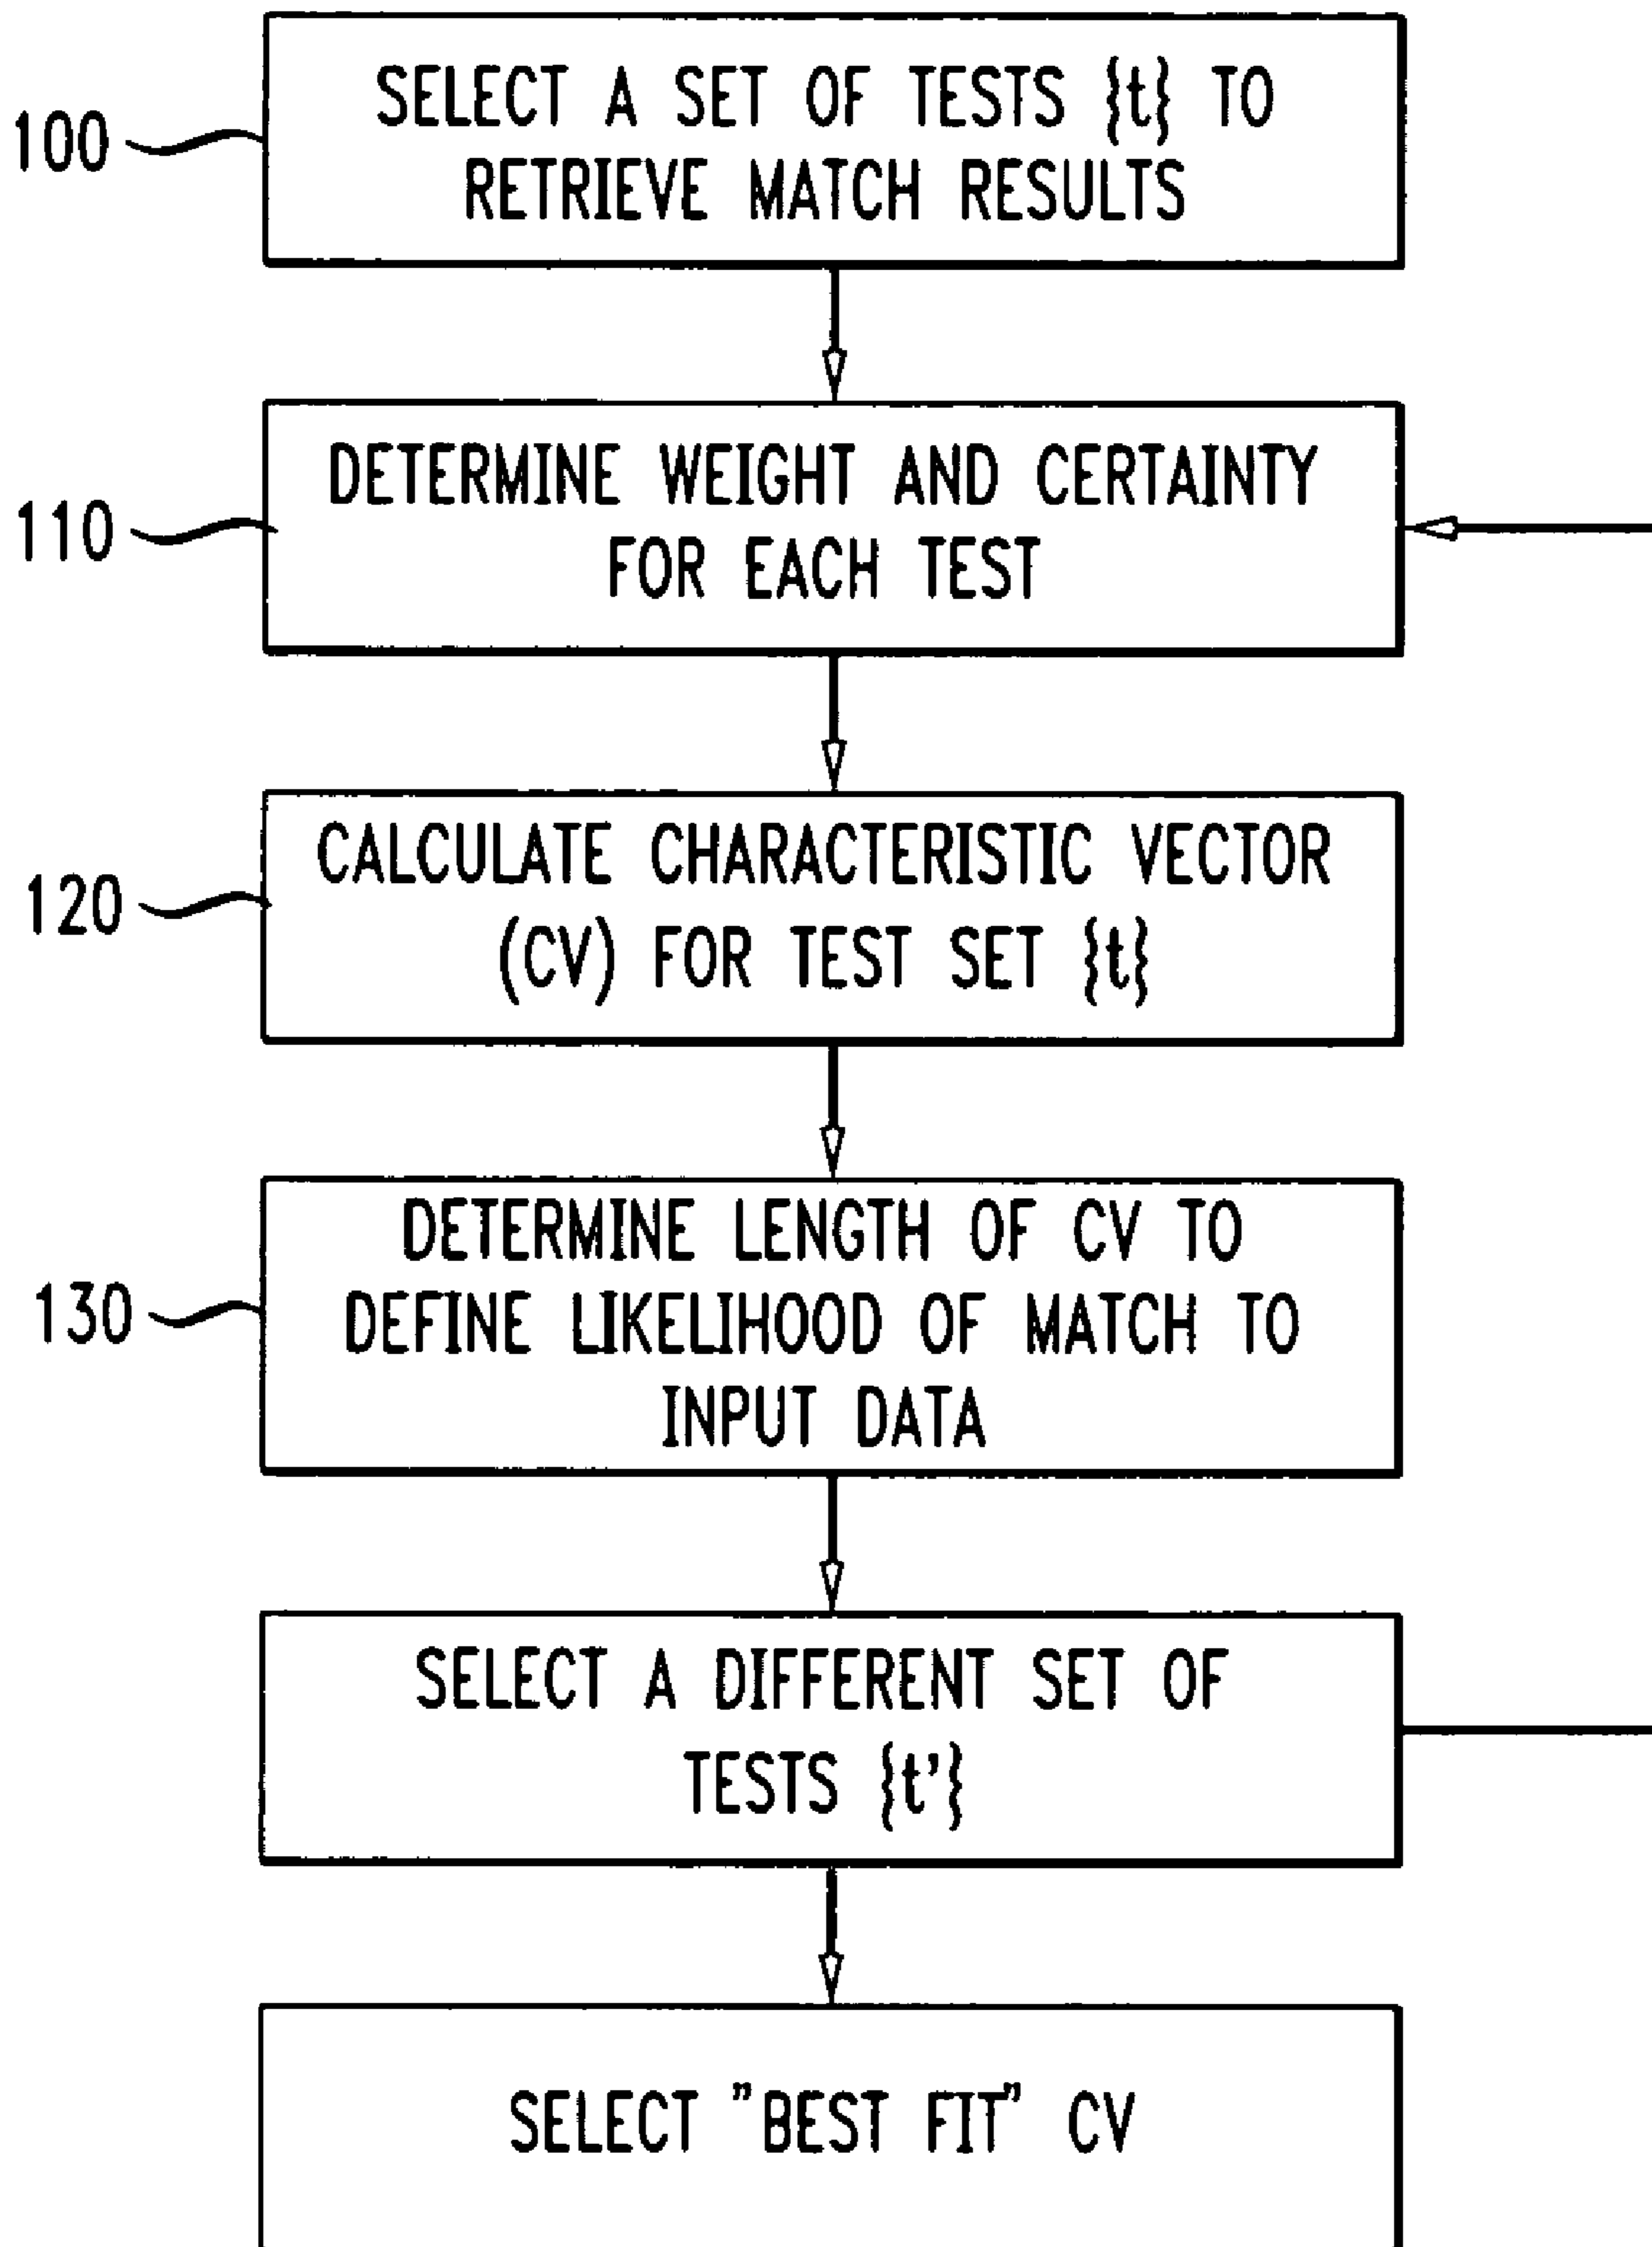 100
SELECT A SET OF TESTS {t} TO
RETRIEVE MATCH RESULTS
110
DETERMINE WEIGHT AND CERTAINTY
FOR EACH TEST
120
CALCULATE CHARACTERISTIC VECTOR
(CV) FOR TEST SET {t}
130
DETERMINE LENGTH OF CV TO
DEFINE LIKELIHOOD OF MATCH TO
INPUT DATA
SELECT A DIFFERENT SET OF
TESTS {t'}
SELECT "BEST FIT" CV